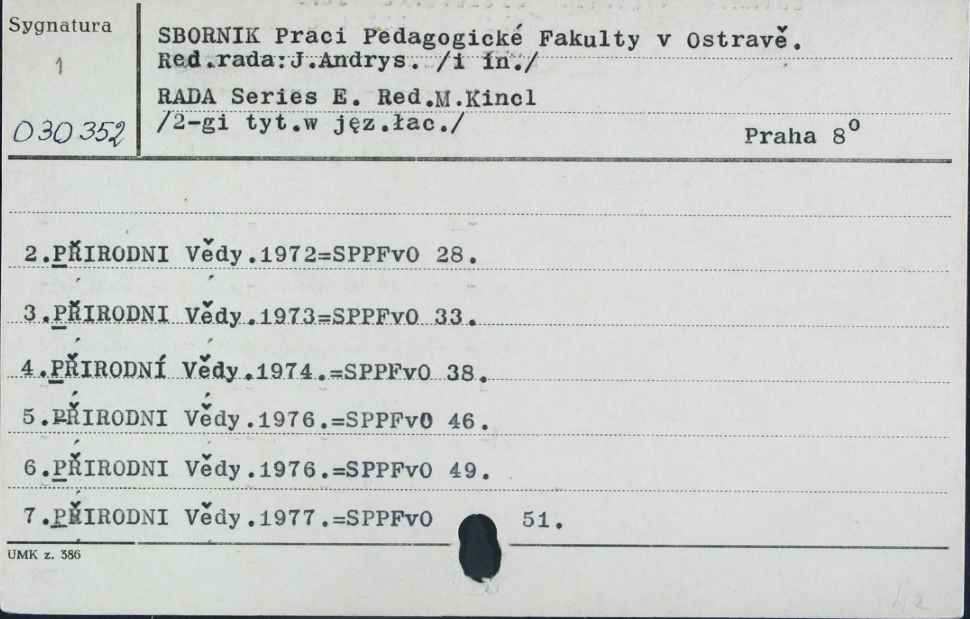 Sygnatura
1
030352
SBORNIK Praci Pedagogické Fakulty v Ostravě.
Red.rada:J.Andrys. /i in./
RADA Series E. Red.M.Kincl
/2-gi tyt.w jęz.łac./
Praha 8°
2.PŘIRODNI Vědy.1972=SPPFvO 28.
3.PŘIRODNI Vědy.1973=SPPFvO 33.
4.PŘIRODNÍ Vědy.1974.=SPPFvO 38.
5.PŘIRODNI Vědy.1976.=SPPFvO 46.
6.PŘIRODNI Vědy.1976.=SPPFvO 49.
7.PŘIRODNI Vědy.1977.=SPPFvO 51.
UMK z. 386